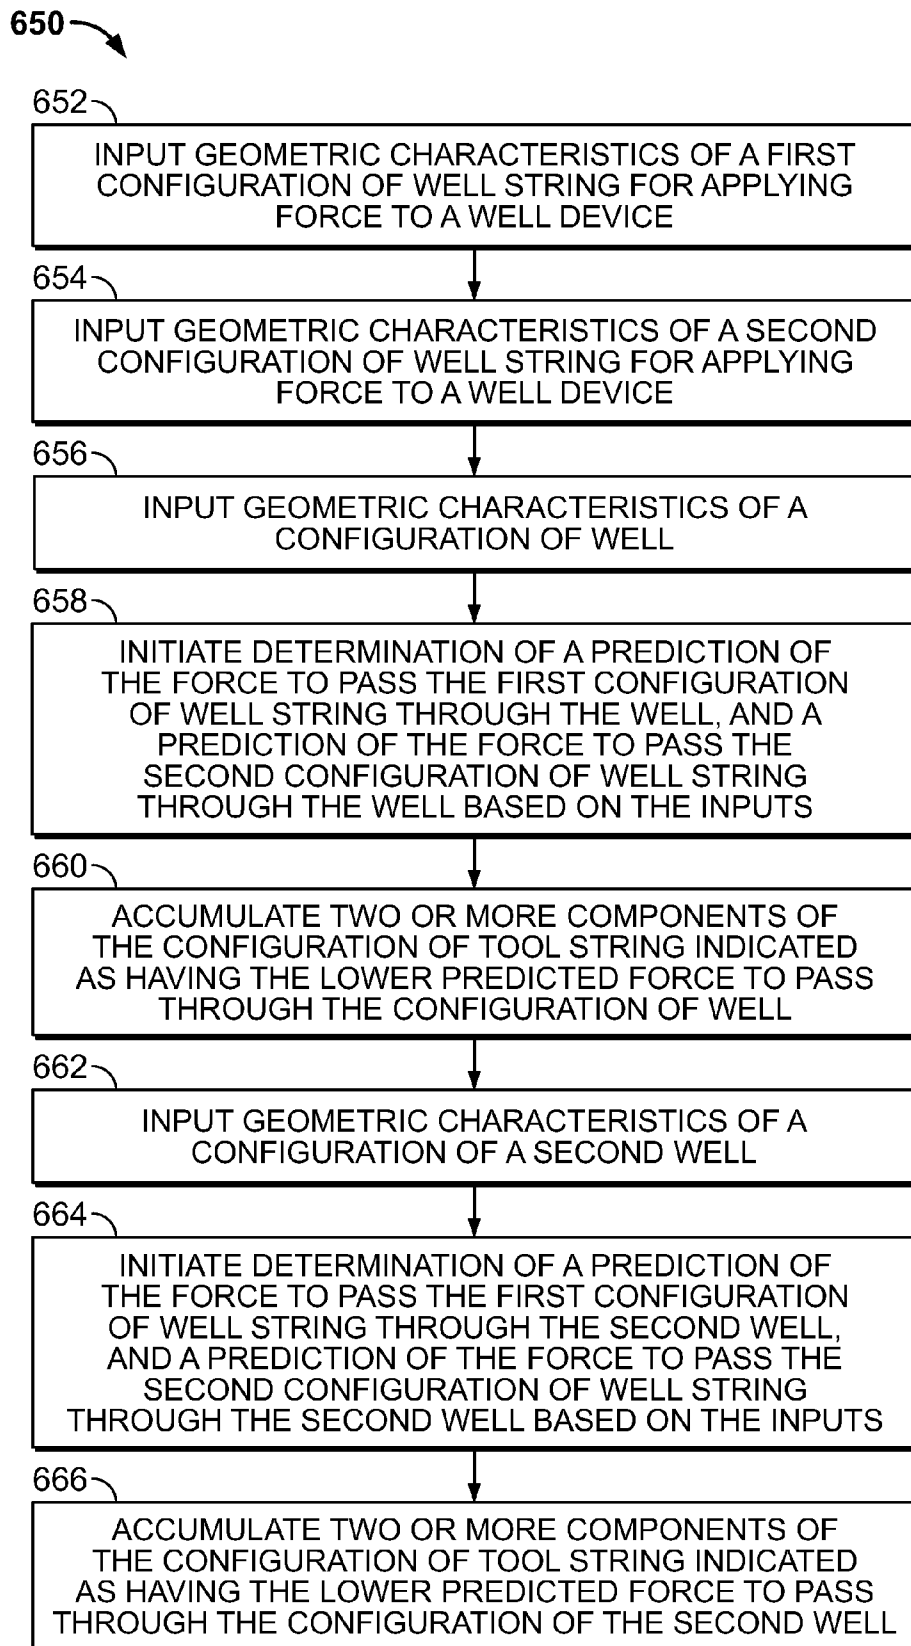 650
652
INPUT GEOMETRIC CHARACTERISTICS OF A FIRST
CONFIGURATION OF WELL STRING FOR APPLYING
FORCE TO A WELL DEVICE
654
INPUT GEOMETRIC CHARACTERISTICS OF A SECOND
CONFIGURATION OF WELL STRING FOR APPLYING
FORCE TO A WELL DEVICE
656
INPUT GEOMETRIC CHARACTERISTICS OF A
CONFIGURATION OF WELL
658
INITIATE DETERMINATION OF A PREDICTION OF
THE FORCE TO PASS THE FIRST CONFIGURATION
OF WELL STRING THROUGH THE WELL, AND A
PREDICTION OF THE FORCE TO PASS THE
SECOND CONFIGURATION OF WELL STRING
THROUGH THE WELL BASED ON THE INPUTS
660
ACCUMULATE TWO OR MORE COMPONENTS OF
THE CONFIGURATION OF TOOL STRING INDICATED
AS HAVING THE LOWER PREDICTED FORCE TO PASS
THROUGH THE CONFIGURATION OF WELL
662
INPUT GEOMETRIC CHARACTERISTICS OF A
CONFIGURATION OF A SECOND WELL
664
INITIATE DETERMINATION OF A PREDICTION OF
THE FORCE TO PASS THE FIRST CONFIGURATION
OF WELL STRING THROUGH THE SECOND WELL,
AND A PREDICTION OF THE FORCE TO PASS THE
SECOND CONFIGURATION OF WELL STRING
THROUGH THE SECOND WELL BASED ON THE INPUTS
666
ACCUMULATE TWO OR MORE COMPONENTS OF
THE CONFIGURATION OF TOOL STRING INDICATED
AS HAVING THE LOWER PREDICTED FORCE TO PASS
THROUGH THE CONFIGURATION OF THE SECOND WELL